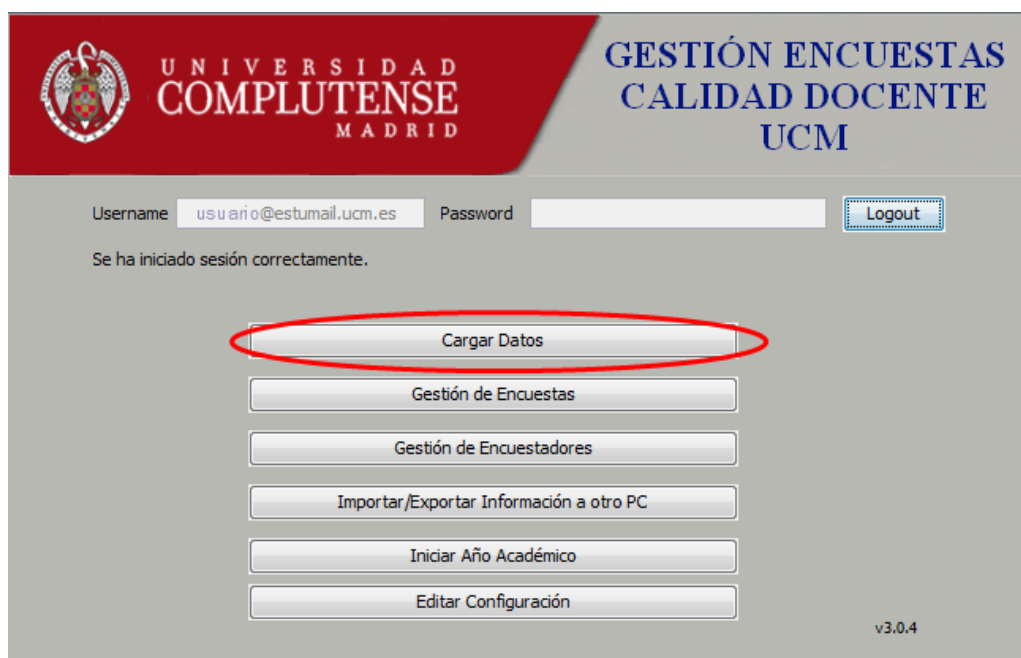 UNIVERSIDAD
COMPLUTENSE
MADRID
GESTIÓN ENCUESTAS
CALIDAD DOCENTE
UCM
Username usuario@estumail.ucm.es Password Logout
Se ha iniciado sesión correctamente.
Cargar Datos
Gestión de Encuestas
Gestión de Encuestadores
Importar/Exportar Información a otro PC
Iniciar Año Académico
Editar Configuración
v3.0.4